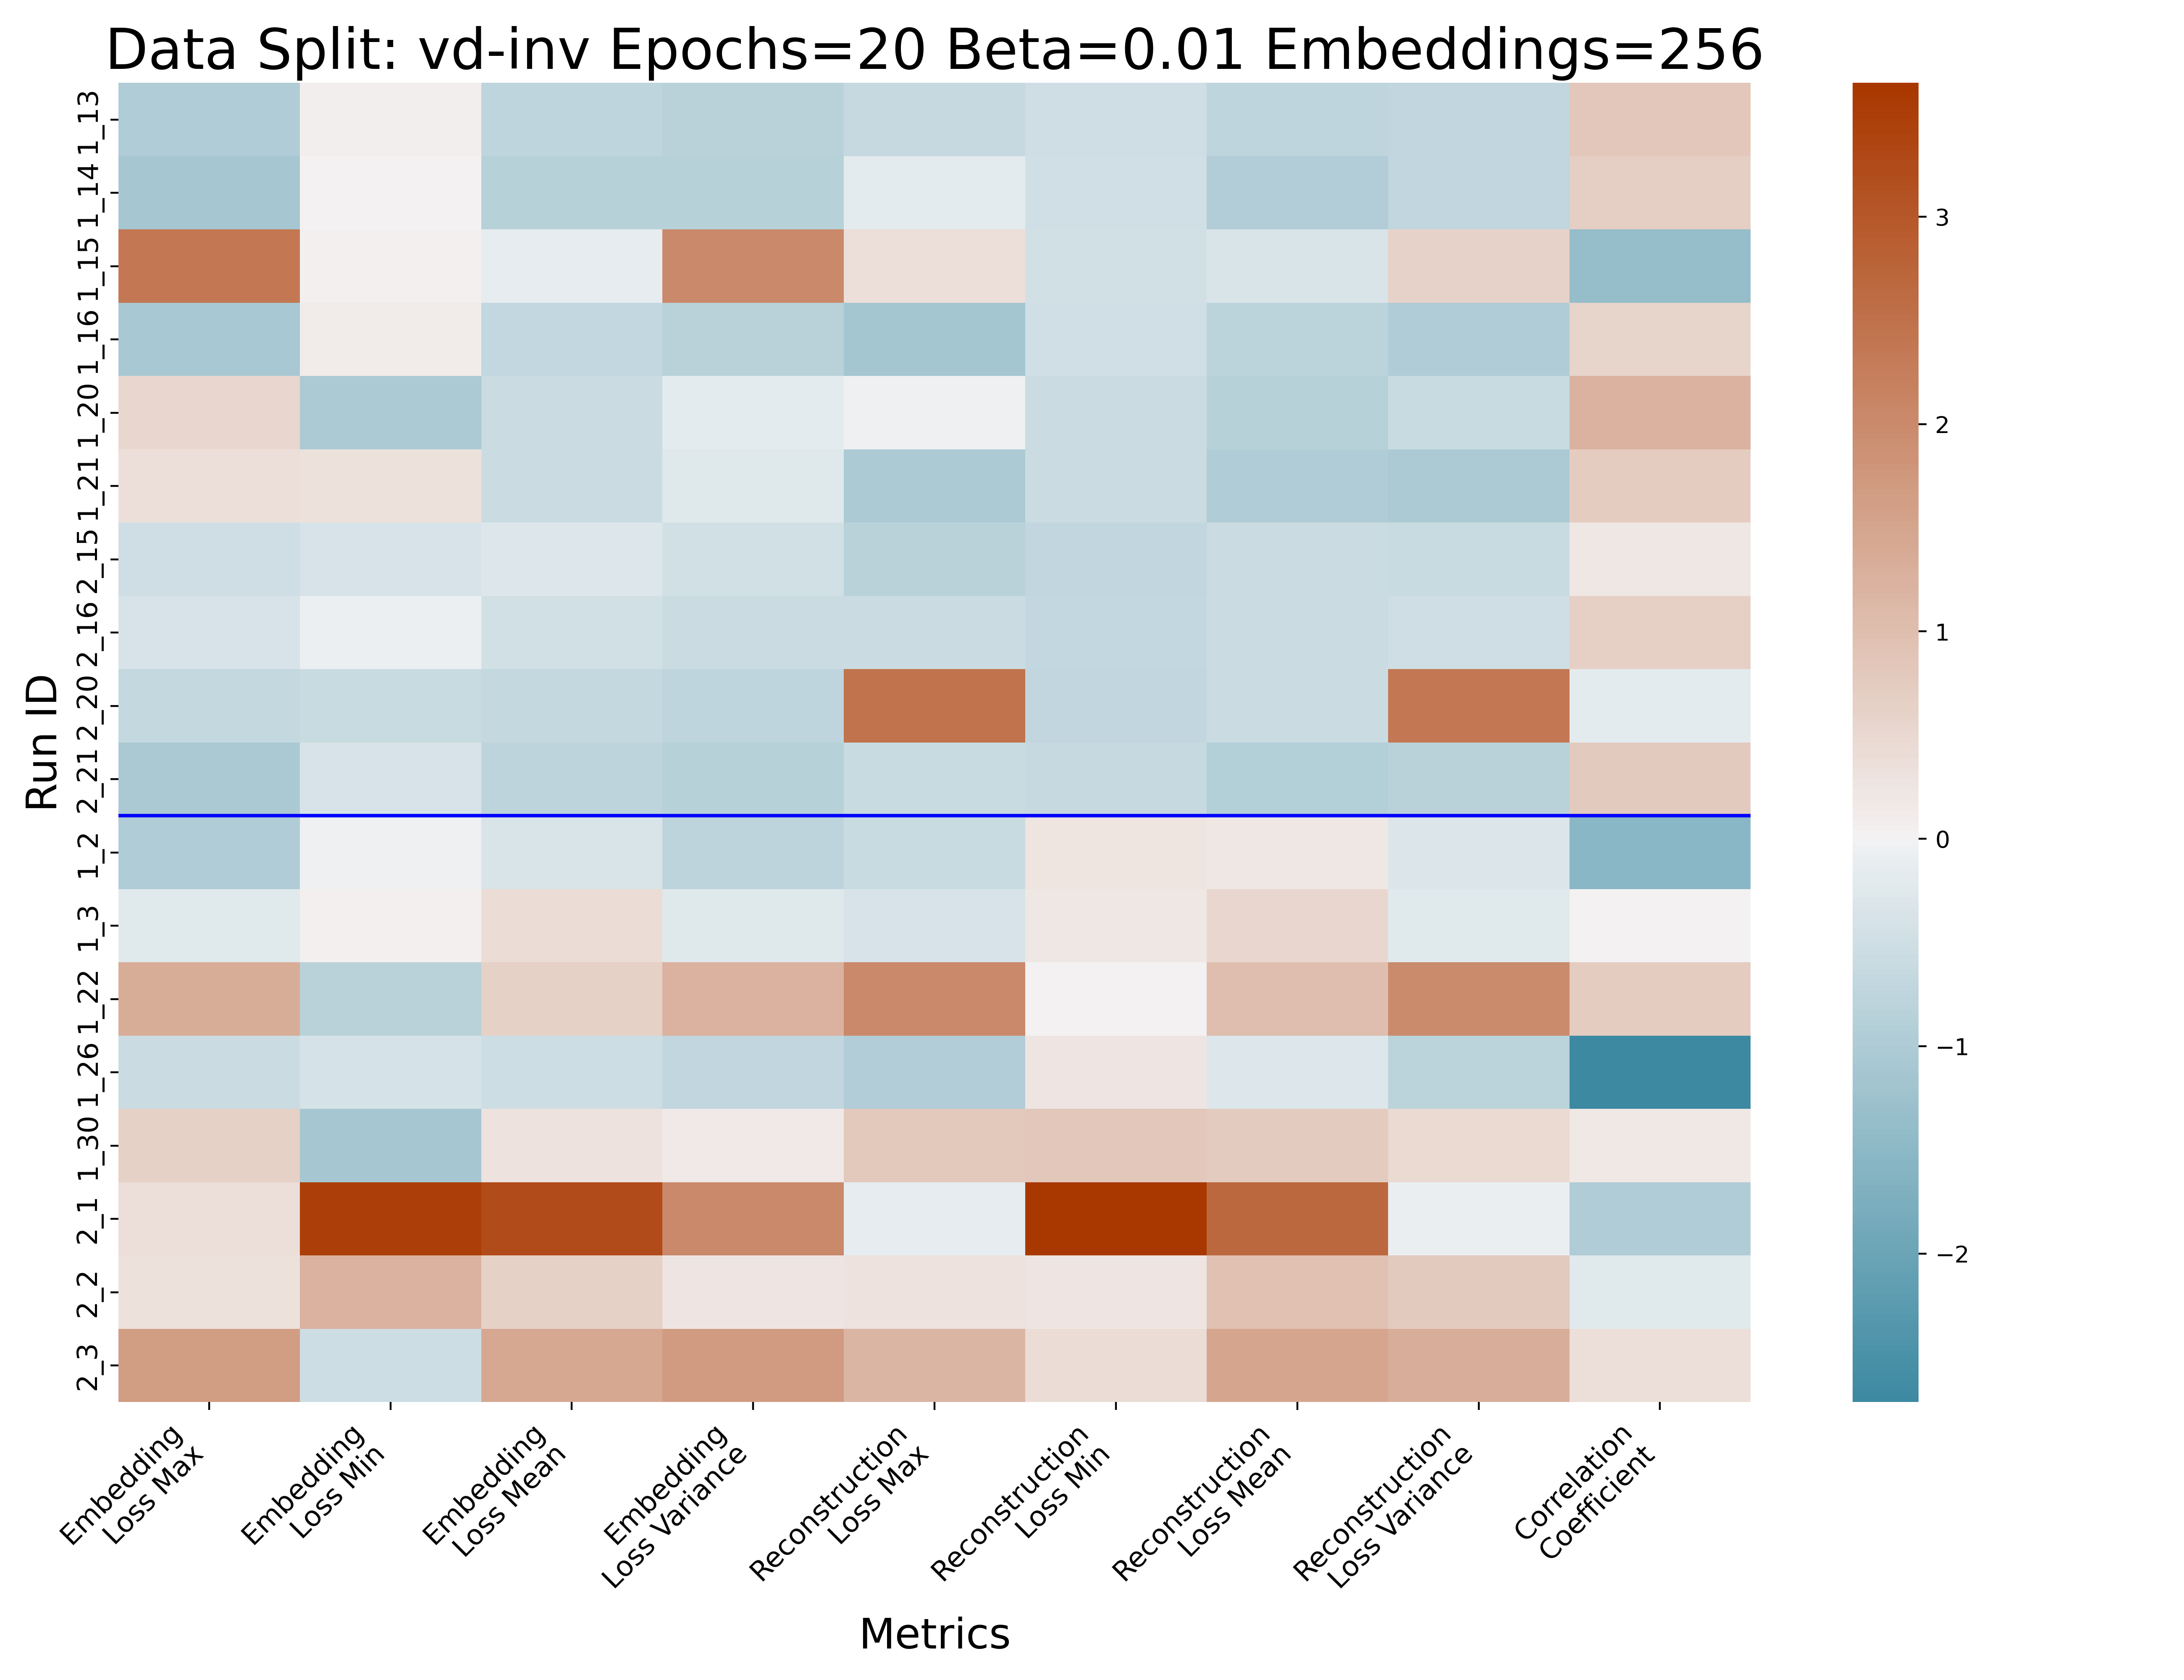 Data Split: vd-inv Epochs=20 Beta=0.01 Embeddings=256
Run ID
1_13
1_14
1_15
1_16
1_20
1_21
2_15
2_16
2_20
2_21
1_2
1_3
1_22
1_26
1_30
2_1
2_2
2_3
Embedding
Loss Max
Embedding
Loss Min
Embedding
Loss Mean
Embedding
Loss Variance
Reconstruction
Loss Max
Reconstruction
Loss Min
Reconstruction
Loss Mean
Reconstruction
Loss Variance
Correlation
Coefficient
Metrics
3
2
1
0
−1
−2